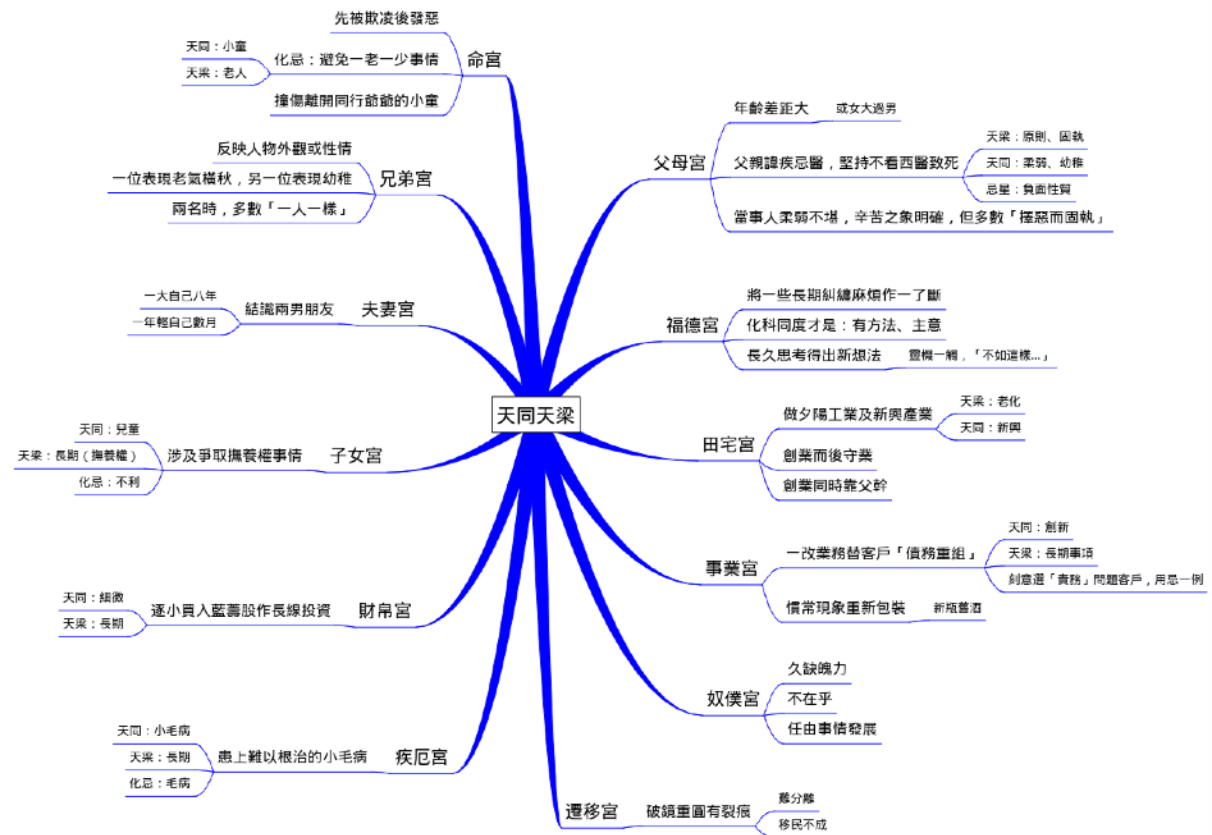 天同天梁
命宮
先被欺凌後發惡
化忌：避免一老一少事情
天同：小童
天梁：老人
撞傷離開同行爺爺的小童
兄弟宮
反映人物外觀或性情
一位表現老氣橫秋，另一位表現幼稚
兩名時，多數「一人一樣」
夫妻宮
結識兩男朋友
一大自己八年
一年輕自己數月
子女宮
涉及爭取撫養權事情
天同：兒童
天梁：長期（撫養權）
化忌：不利
財帛宮
逐小買入藍籌股作長線投資
天同：細微
天梁：長期
疾厄宮
患上難以根治的小毛病
天同：小毛病
天梁：長期
化忌：毛病
父母宮
年齡差距大
或女大過男
父親諱疾忌醫，堅持不看西醫致死
天梁：原則、固執
天同：柔弱、幼稚
忌星：負面性質
當事人柔弱不堪，辛苦之象明確，但多數「擇惡而固執」
福德宮
將一些長期糾纏麻煩作一了斷
化科同度才是：有方法、主意
長久思考得出新想法
靈機一觸，「不如這樣...」
田宅宮
做夕陽工業及新興產業
天梁：老化
天同：新興
創業而後守業
創業同時靠父幹
事業宮
一改業務替客戶「債務重組」
天同：創新
天梁：長期事項
刻意選「責務」問題客戶，用忌一例
慣常現象重新包裝
新瓶舊酒
奴僕宮
久缺魄力
不在乎
任由事情發展
遷移宮
破鏡重圓有裂痕
難分離
移民不成